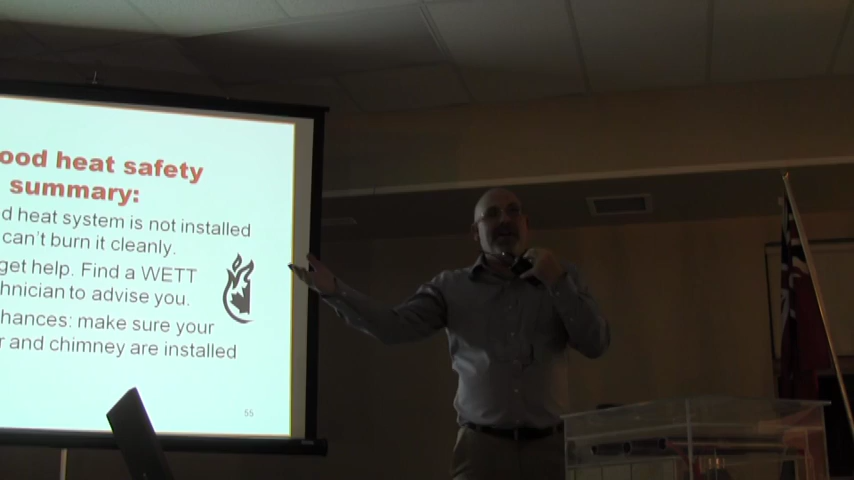 ood heat safety
summary:
d heat system is not installed
can't burn it cleanly.
get help. Find a WETT
hnician to advise you.
hances: make sure your
r and chimney are installed
55